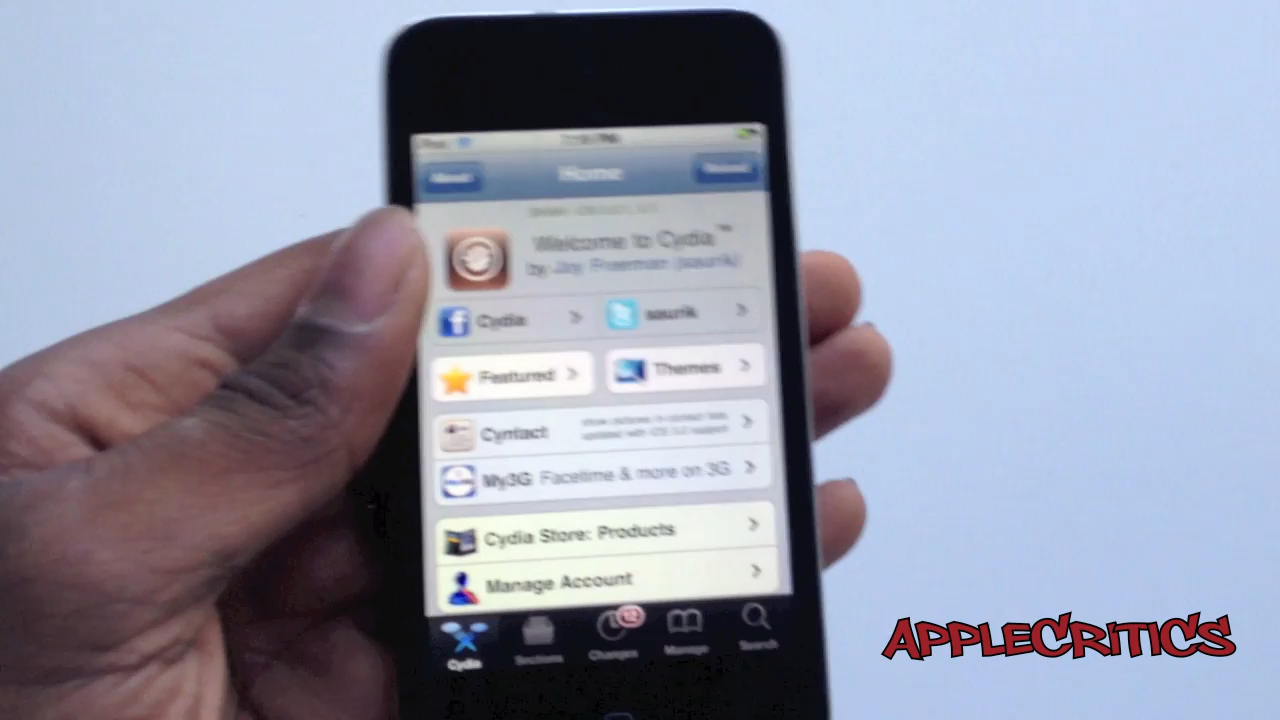 Home
Welcome to Cydia™
by Jay Freeman (saurik)
Cydia
saurik
Featured
Themes
Cyntact
My3G Facetime & more on 3G
Cydia Store: Products
Manage Account
12
Cydia Sections Changes Manage Search
APPLECRITICS